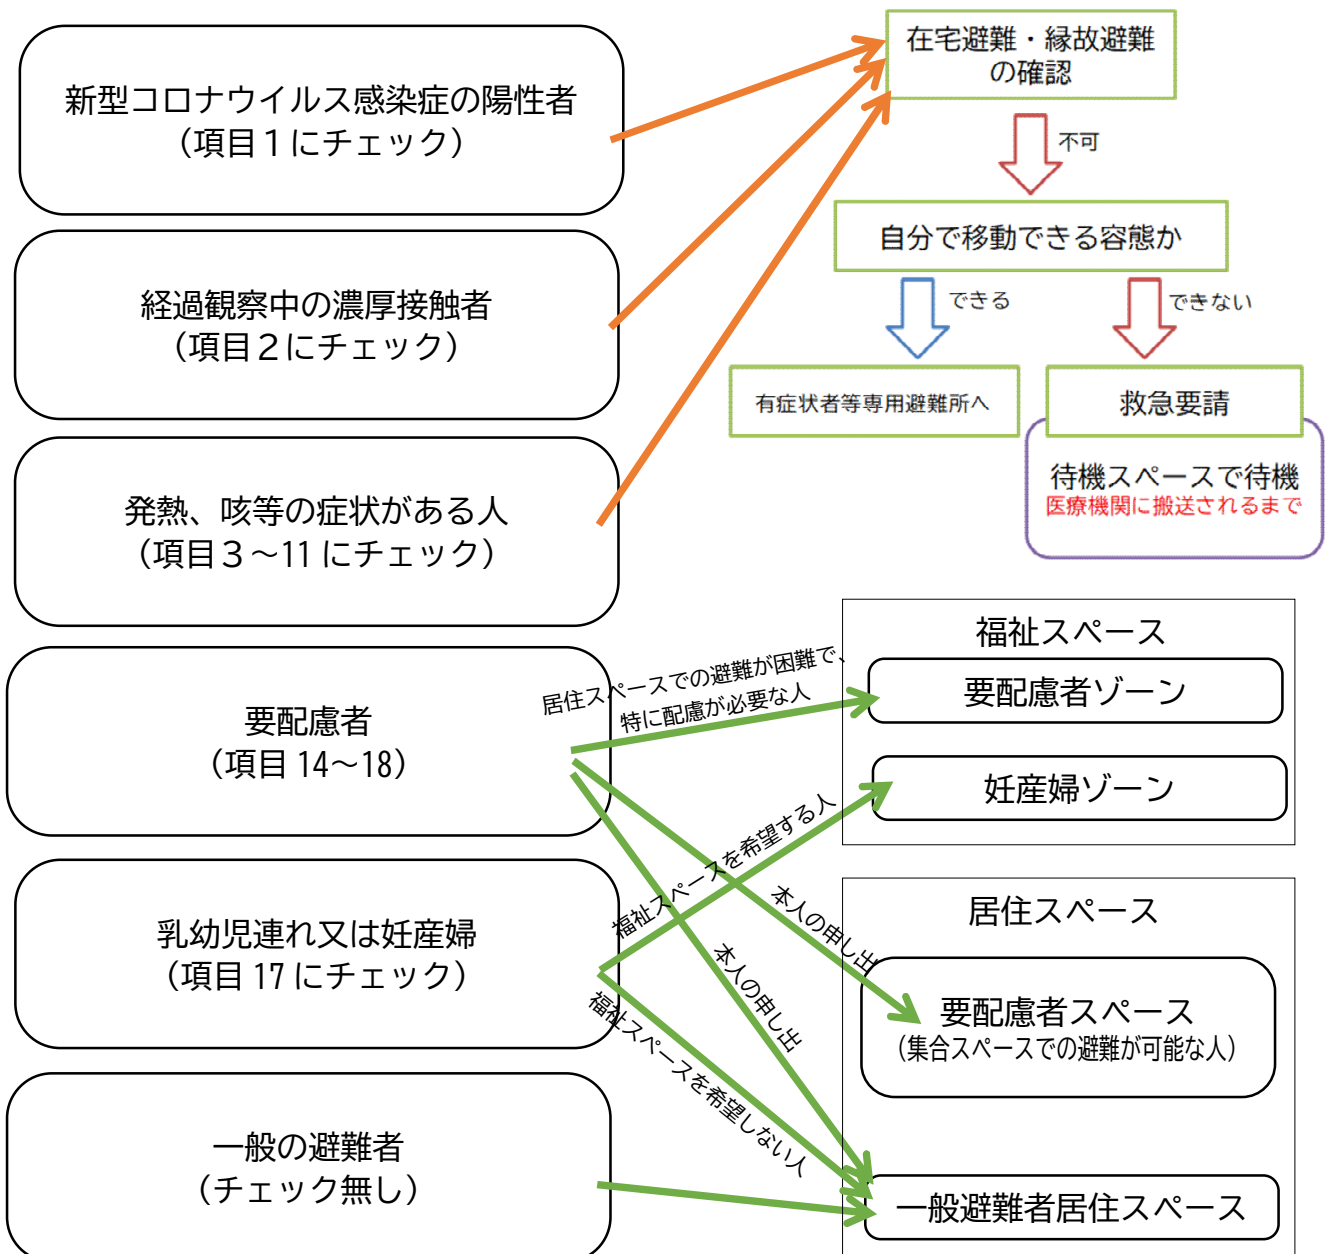 新型コロナウイルス感染症の陽性者
（項目１にチェック）
経過観察中の濃厚接触者
（項目２にチェック）
発熱、咳等の症状がある人
（項目３～11 にチェック）
要配慮者
（項目 14～18）
乳幼児連れ又は妊産婦
（項目 17 にチェック）
一般の避難者
（チェック無し）
在宅避難・縁故避難
の確認
不可
自分で移動できる容態か
できる
できない
有症状者等専用避難所へ
救急要請
待機スペースで待機
医療機関に搬送されるまで
居住スペースでの避難が困難で、
特に配慮が必要な人
福祉スペースを希望する人
本人の申し出
本人の申し出
福祉スペースを希望しない人
福祉スペース
要配慮者ゾーン
妊産婦ゾーン
居住スペース
要配慮者スペース
（集合スペースでの避難が可能な人）
一般避難者居住スペース